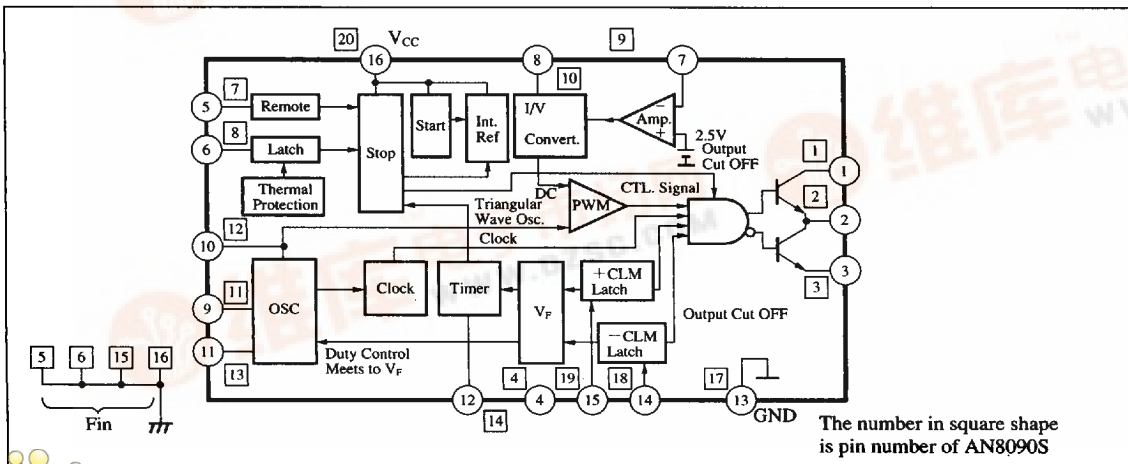 20
VCC
16
8
9
7
10
7
5
Remote
8
6
Latch
Thermal
Protection
Stop
Start
Int.
Ref
I/V
Convert.
−
Amp.
+
2.5V
Output
Cut OFF
DC
CTL. Signal
PWM
Triangular
Wave Osc.
Clock
1
1
2
2
3
3
12
10
11
9
11
13
OSC
Clock
Timer
VF
+CLM
Latch
−CLM
Latch
Output Cut OFF
Duty Control
Meets to VF
5
6
15
16
Fin
12
14
4
4
19
15
18
14
17
13
GND
The number in square shape
is pin number of AN8090S
维库电